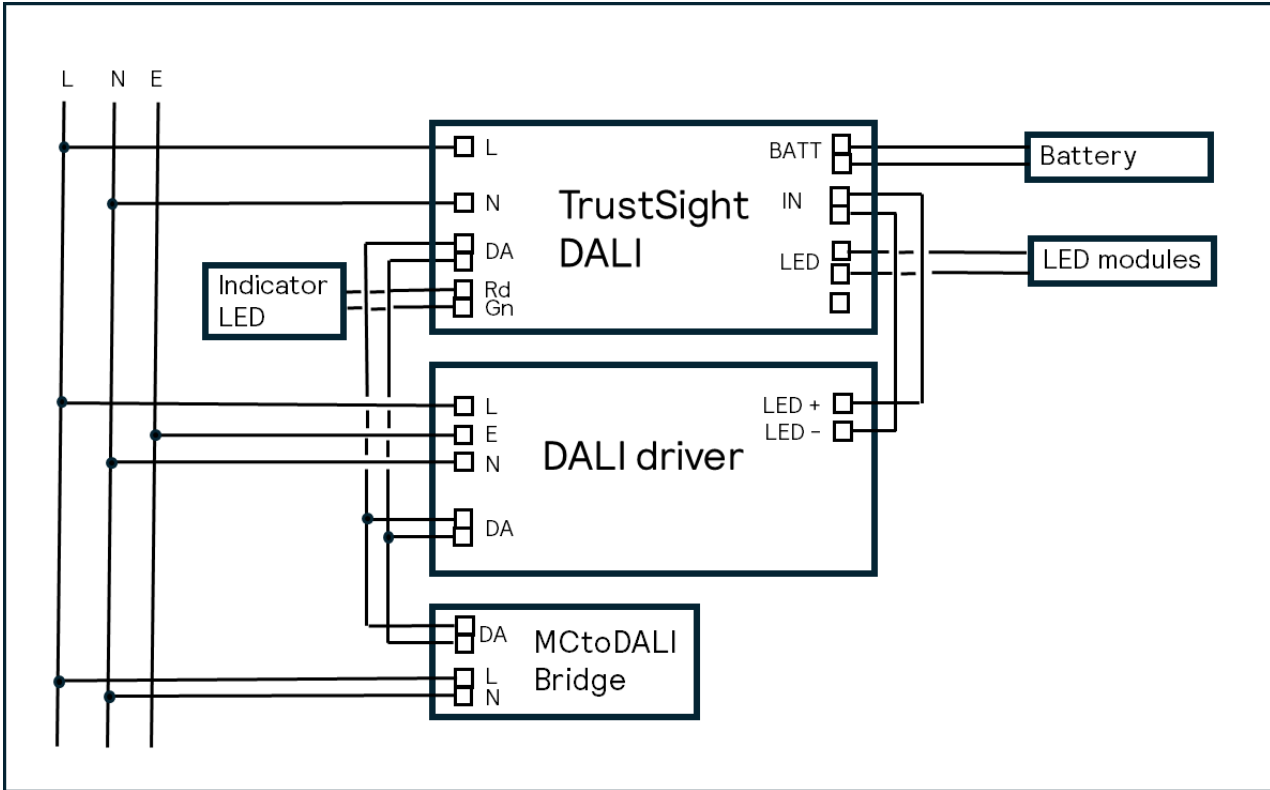 L N E
L
N
DA
Rd
Gn
TrustSight
DALI
BATT
IN
LED
Battery
LED modules
Indicator
LED
L
E
N
DA
DALI driver
LED +
LED -
DA
L
N
MCtoDALI
Bridge